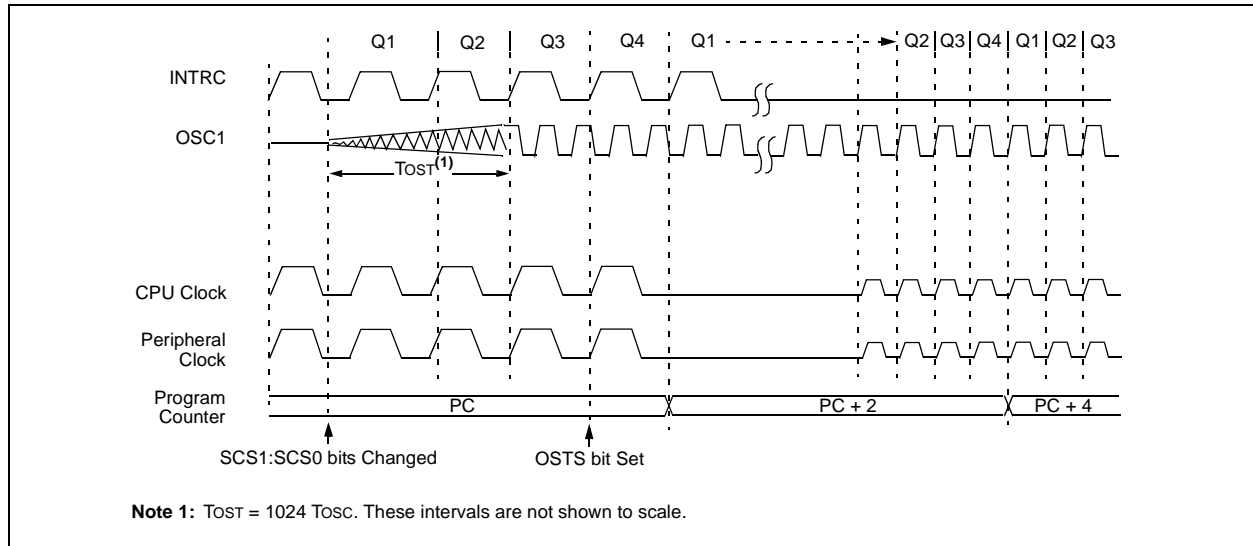 Q1 Q2 Q3 Q4 Q1 Q2 Q3 Q4 Q1 Q2 Q3
INTRC
OSC1
TOST(1)
CPU Clock
Peripheral
Clock
Program
Counter
PC PC + 2 PC + 4
SCS1:SCS0 bits Changed OSTS bit Set
Note 1: TOST = 1024 TOSC. These intervals are not shown to scale.